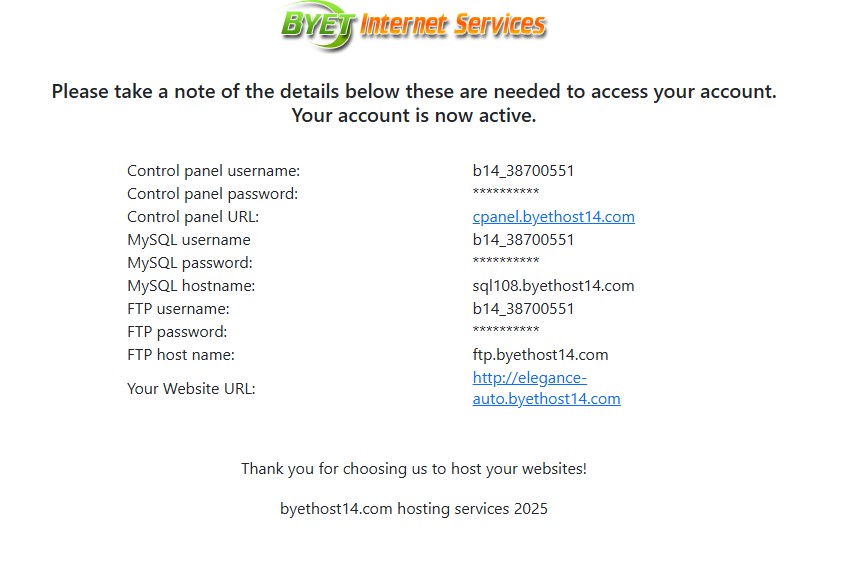 BYET Internet Services
Please take a note of the details below these are needed to access your account.
Your account is now active.
Control panel username: b14_38700551
Control panel password: **********
Control panel URL: cpanel.byethost14.com
MySQL username b14_38700551
MySQL password: **********
MySQL hostname: sql108.byethost14.com
FTP username: b14_38700551
FTP password: **********
FTP host name: ftp.byethost14.com
Your Website URL: http://elegance-
auto.byethost14.com
Thank you for choosing us to host your websites!
byethost14.com hosting services 2025